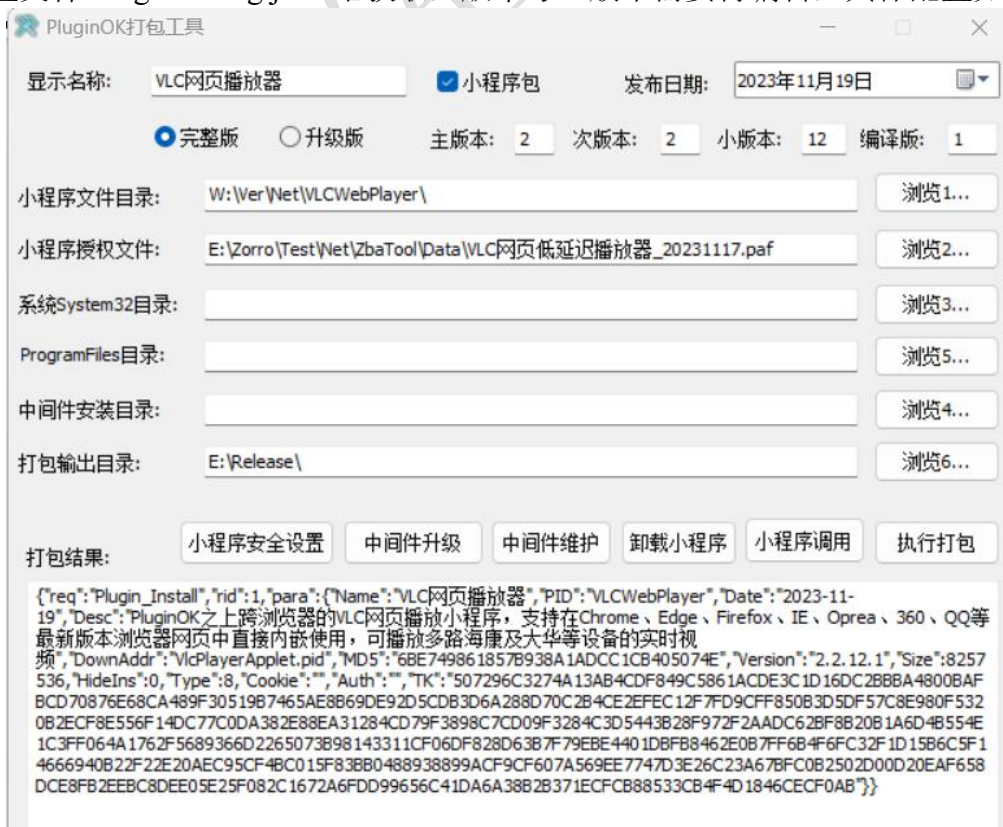 PluginOK打包工具
显示名称: VLC网页播放器 小程序包 发布日期: 2023年11月19日
完整版 升级版 主版本: 2 次版本: 2 小版本: 12 编译版: 1
小程序文件目录: W:\Ver\Net\VLCWebPlayer\ 浏览1...
小程序授权文件: E:\Zorro\Test\Net\ZbaTool\Data\VLC网页低延迟播放器_20231117.paf 浏览2...
系统System32目录: 浏览3...
ProgramFiles目录: 浏览5...
中间件安装目录: 浏览4...
打包输出目录: E:\Release\ 浏览6...
打包结果: 小程序安全设置 中间件升级 中间件维护 卸载小程序 小程序调用 执行打包
{"req":"Plugin_Install","rid":1,"para":{"Name":"VLC网页播放器","PID":"VLCWebPlayer","Date":"2023-11-
19","Desc":"PluginOK之上跨浏览器的VLC网页播放小程序，支持在Chrome、Edge、Firefox、IE、Oprea、360、QQ等
最新版本浏览器网页中直接内嵌使用，可播放多路海康及大华等设备的实时视
频","DownAddr":"VlcPlayerApplet.pid","MD5":"6BE749861857B938A1ADCC1CB405074E","Version":"2.2.12.1","Size":8257
536,"HideIns":0,"Type":8,"Cookie":"","Auth":"","TK":"507296C3274A13AB4CDF849C5861ACDE3C1D16DC2BBBA4800BAF
BCD70876E68CA489F30519B7465AE8B69DE92D5CDB3D6A288D70C2B4CE2EFEC12F7FD9CFF850B3D5DF57C8E980F532
0B2ECF8E556F14DC77C0DA382E88EA31284CD79F3898C7CD09F3284C3D5443B28F972F2AADC62BF8B20B1A6D4B554E
1C3FF064A1762F5689366D2265073B98143311CF06DF828D63B7F79EBE4401DBFB8462E0B7FF6B4F6FC32F1D15B6C5F1
4666940B22F22E20AEC95CF4BC015F83BB0488938899ACF9CF607A569EE7747D3E26C23A67BFC0B2502D00D20EAF658
DCE8FB2EEBC8DEE05E25F082C1672A6FDD99656C41DA6A38B2B371ECFCB88533CB4F4D1846CECF0AB"}}